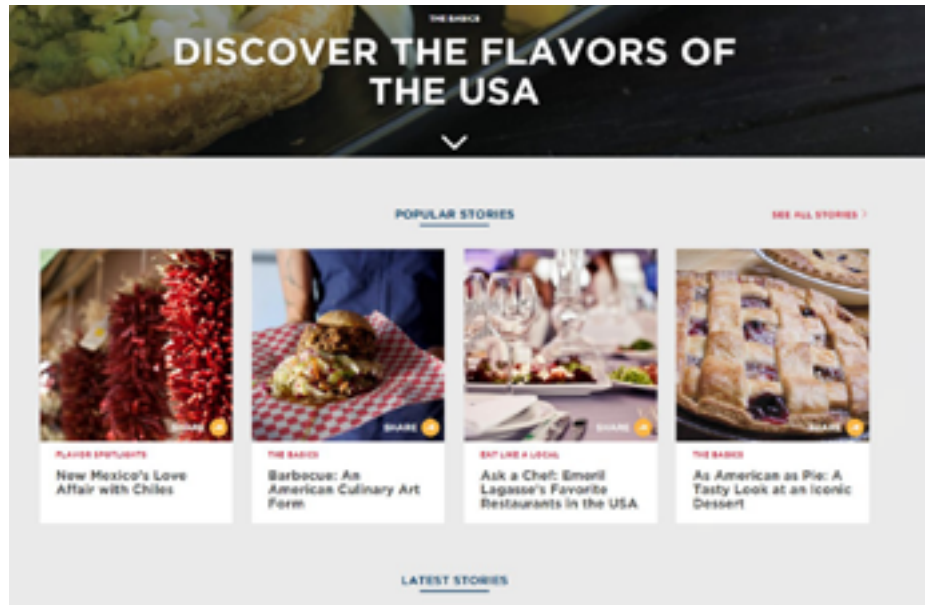 THE BASICS
DISCOVER THE FLAVORS OF
THE USA
POPULAR STORIES
SEE ALL STORIES
SHARE
SHARE
SHARE
SHARE
FLAVOR SPOTLIGHTS
New Mexico's Love
Affair with Chiles
THE BASICS
Barbecue: An
American Culinary Art
Form
EAT LIKE A LOCAL
Ask a Chef: Emeril
Lagasse's Favorite
Restaurants in the USA
THE BASICS
As American as Pie: A
Tasty Look at an Iconic
Dessert
LATEST STORIES